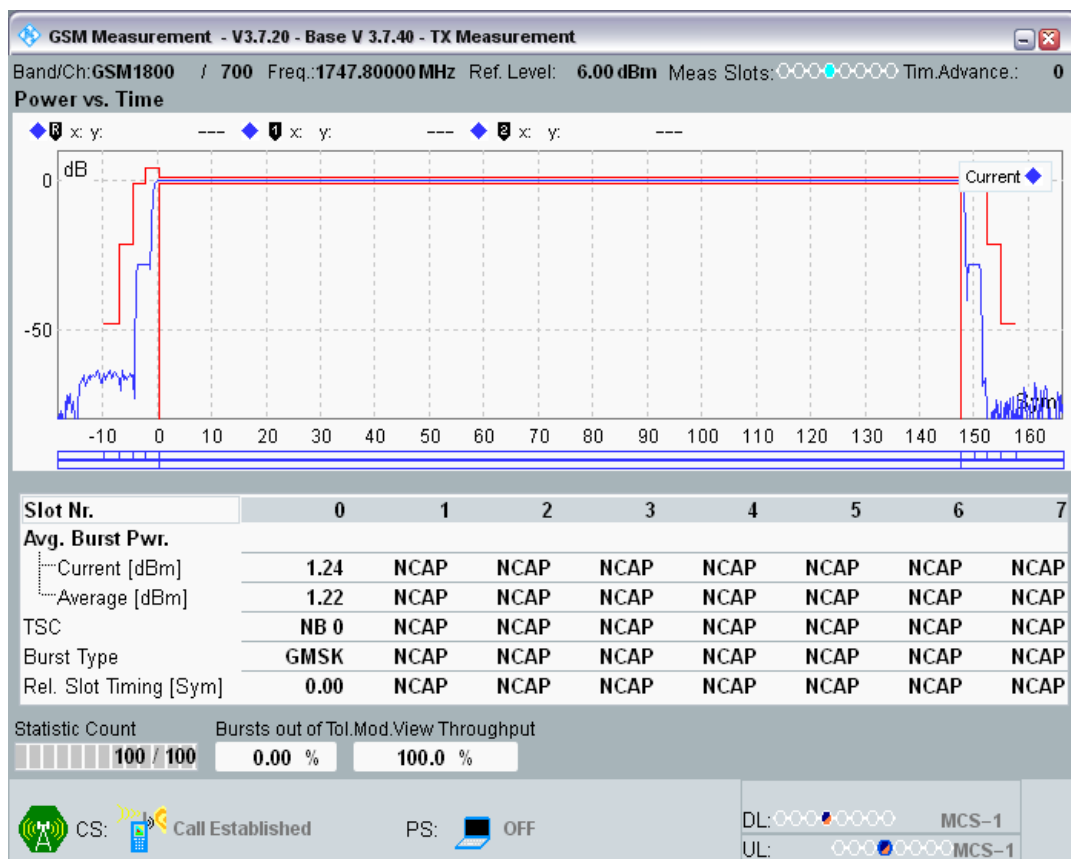 GSM Measurement - V3.7.20 - Base V 3.7.40 - TX Measurement
Band/Ch:GSM1800 / 700 Freq.:1747.80000 MHz Ref. Level: 6.00 dBm Meas Slots: Tim.Advance.: 0
Power vs. Time
R x: y: --- 1 x: y: --- 2 x: y: ---
dB
Current
0
-50
Sym
-10 0 10 20 30 40 50 60 70 80 90 100 110 120 130 140 150 160
Slot Nr. 0 1 2 3 4 5 6 7
Avg. Burst Pwr.
Current [dBm] 1.24 NCAP NCAP NCAP NCAP NCAP NCAP NCAP
Average [dBm] 1.22 NCAP NCAP NCAP NCAP NCAP NCAP NCAP
TSC NB 0 NCAP NCAP NCAP NCAP NCAP NCAP NCAP
Burst Type GMSK NCAP NCAP NCAP NCAP NCAP NCAP NCAP
Rel. Slot Timing [Sym] 0.00 NCAP NCAP NCAP NCAP NCAP NCAP NCAP
Statistic Count Bursts out of Tol.Mod.View Throughput
100 / 100 0.00 % 100.0 %
DL: MCS-1
CS: Call Established PS: OFF
UL: MCS-1